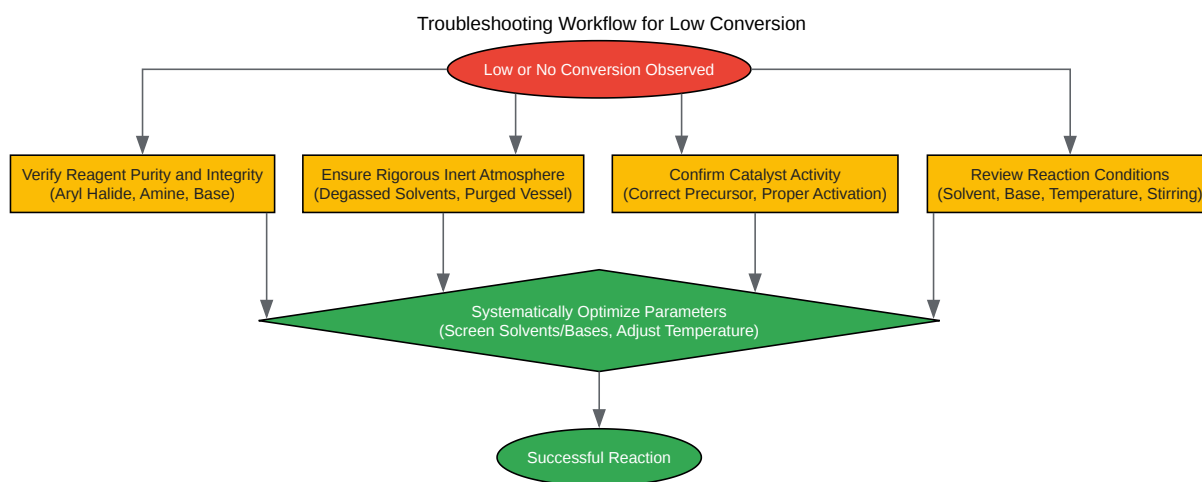 Troubleshooting Workflow for Low Conversion
Low or No Conversion Observed
Verify Reagent Purity and Integrity
(Aryl Halide, Amine, Base)
Ensure Rigorous Inert Atmosphere
(Degassed Solvents, Purged Vessel)
Confirm Catalyst Activity
(Correct Precursor, Proper Activation)
Review Reaction Conditions
(Solvent, Base, Temperature, Stirring)
Systematically Optimize Parameters
(Screen Solvents/Bases, Adjust Temperature)
Successful Reaction